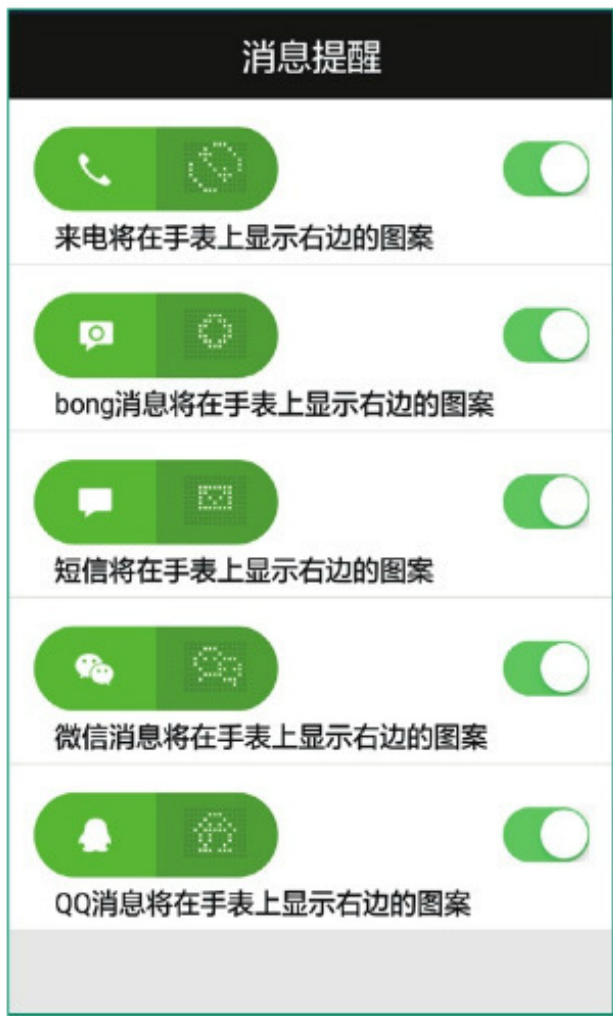 消息提醒
来电将在手表上显示右边的图案
bong消息将在手表上显示右边的图案
短信将在手表上显示右边的图案
微信消息将在手表上显示右边的图案
QQ消息将在手表上显示右边的图案